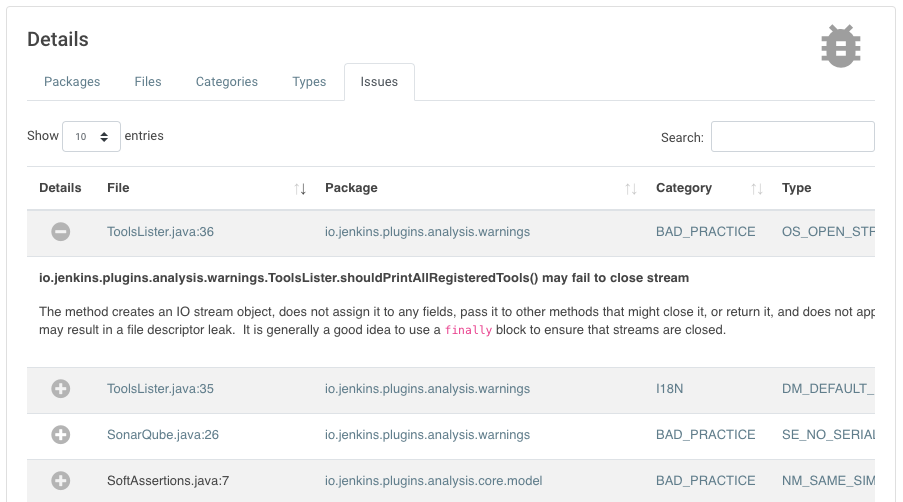 Details
Packages Files Categories Types Issues
Show 10 entries Search:
Details File Package Category Type
ToolsLister.java:36 io.jenkins.plugins.analysis.warnings BAD_PRACTICE OS_OPEN_STR
io.jenkins.plugins.analysis.warnings.ToolsLister.shouldPrintAllRegisteredTools() may fail to close stream
The method creates an IO stream object, does not assign it to any fields, pass it to other methods that might close it, or return it, and does not app
may result in a file descriptor leak. It is generally a good idea to use a finally block to ensure that streams are closed.
ToolsLister.java:35 io.jenkins.plugins.analysis.warnings I18N DM_DEFAULT_
SonarQube.java:26 io.jenkins.plugins.analysis.warnings BAD_PRACTICE SE_NO_SERIAL
SoftAssertions.java:7 io.jenkins.plugins.analysis.core.model BAD_PRACTICE NM_SAME_SIM